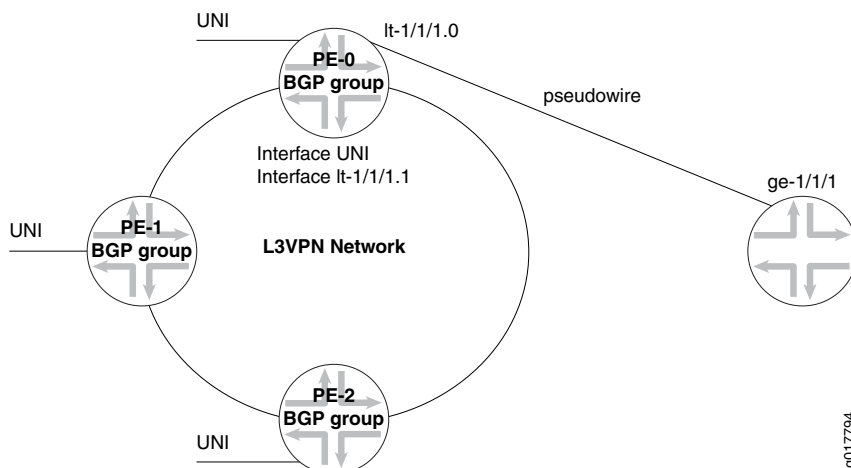 UNI
lt-1/1/1.0
PE-0
BGP group
pseudowire
Interface UNI
Interface lt-1/1/1.1
ge-1/1/1
UNI
PE-1
BGP group
L3VPN Network
PE-2
BGP group
UNI
g017794